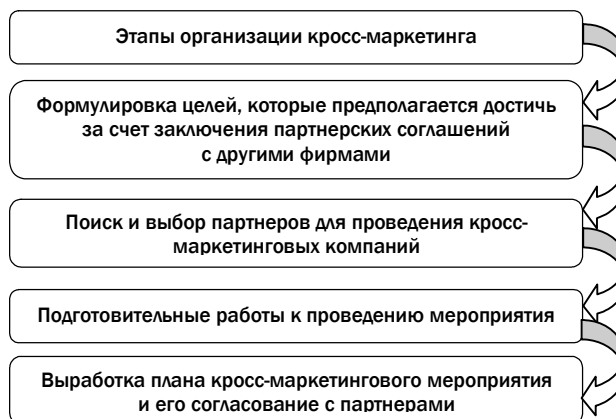 Этапы организации кросс-маркетинга
Формулировка целей, которые предполагается достичь
за счет заключения партнерских соглашений
с другими фирмами
Поиск и выбор партнеров для проведения кросс-
маркетинговых компаний
Подготовительные работы к проведению мероприятия
Выработка плана кросс-маркетингового мероприятия
и его согласование с партнерами